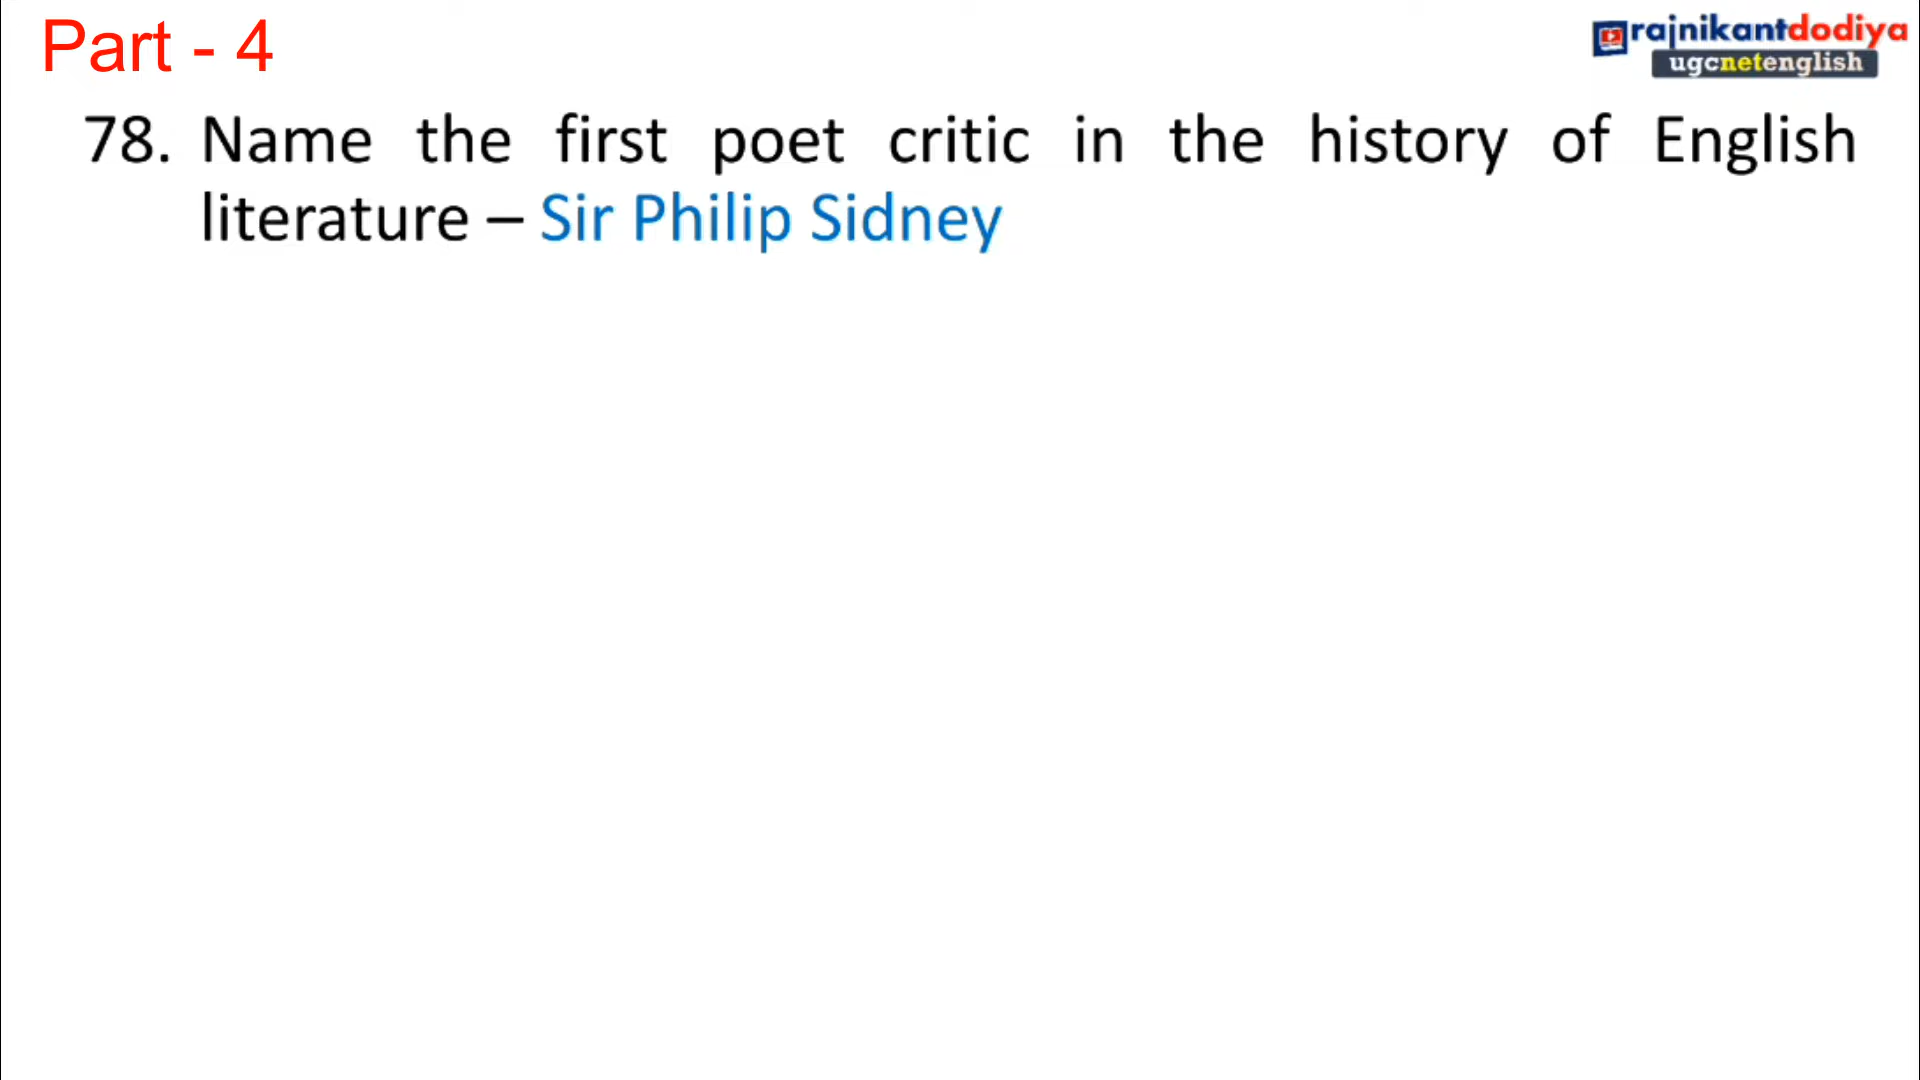 Part - 4
rajnikantdodiya
ugcnetenglish
78. Name the first poet critic in the history of English
literature – Sir Philip Sidney